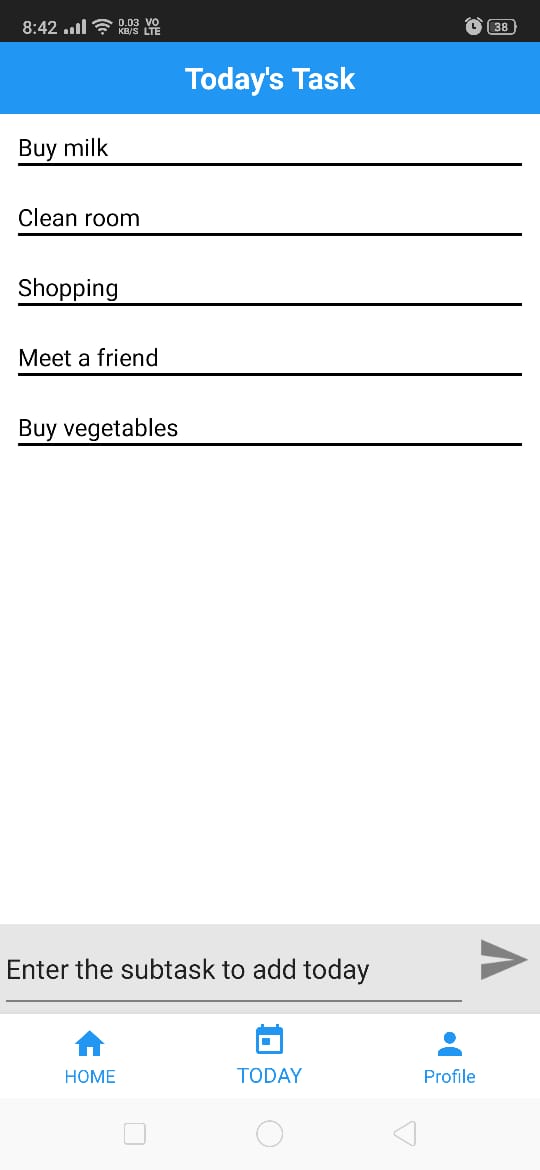 8:42 0.03 KB/S VO LTE 38
Today's Task
Buy milk
Clean room
Shopping
Meet a friend
Buy vegetables
Enter the subtask to add today
HOME TODAY Profile